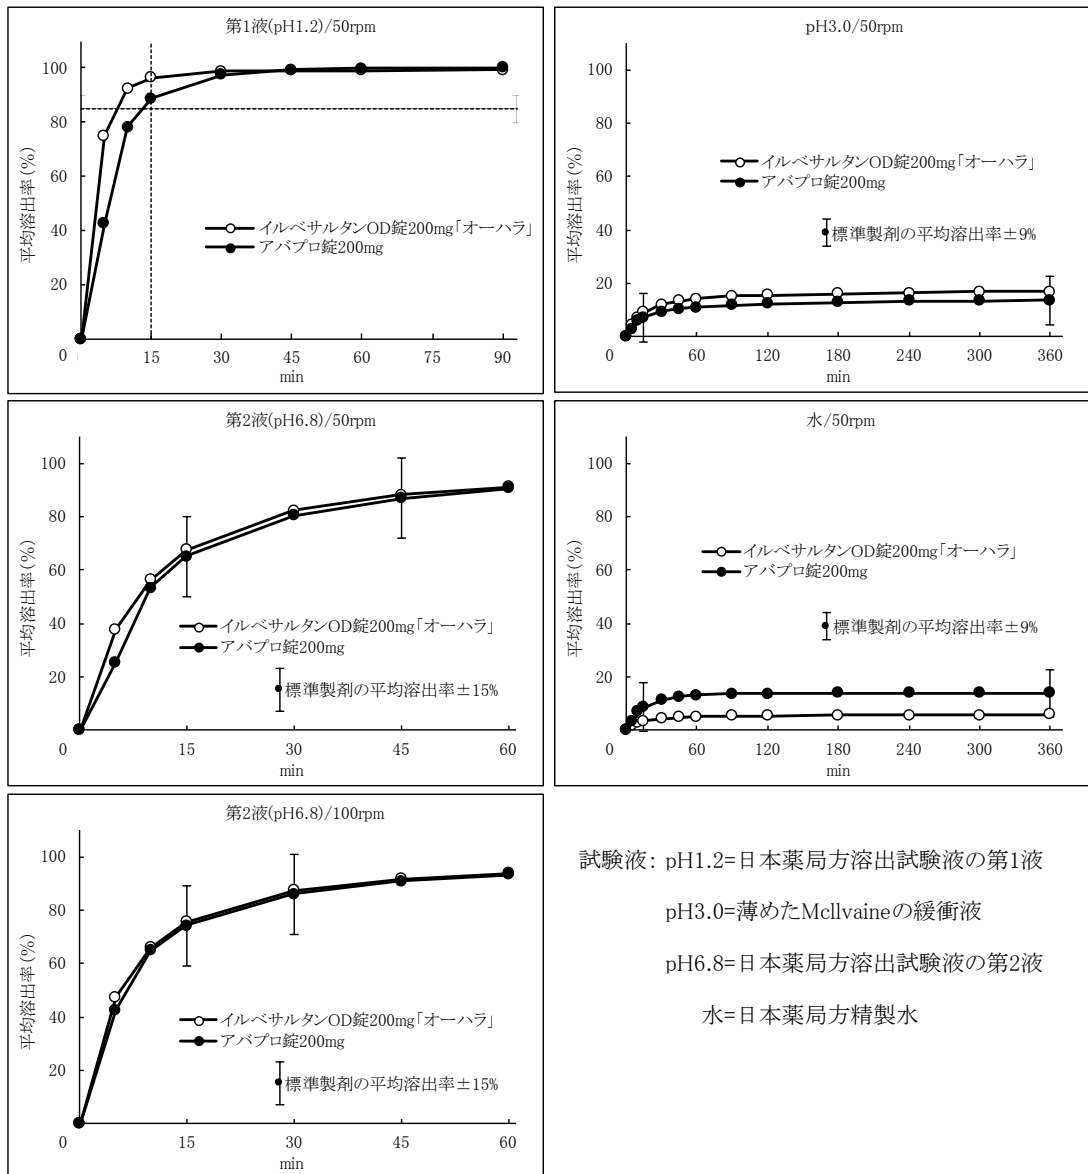 第1液(pH1.2)/50rpm
平均溶出率(%)
100
80
60
40
20
0
15
30
45
60
75
90
min
イルベサルタンOD錠200mg「オーハラ」
アバプロ錠200mg
pH3.0/50rpm
平均溶出率(%)
100
80
60
40
20
0
60
120
180
240
300
360
min
イルベサルタンOD錠200mg「オーハラ」
アバプロ錠200mg
標準製剤の平均溶出率±9%
第2液(pH6.8)/50rpm
平均溶出率(%)
100
80
60
40
20
0
15
30
45
60
min
イルベサルタンOD錠200mg「オーハラ」
アバプロ錠200mg
標準製剤の平均溶出率±15%
水/50rpm
平均溶出率(%)
100
80
60
40
20
0
60
120
180
240
300
360
min
イルベサルタンOD錠200mg「オーハラ」
アバプロ錠200mg
標準製剤の平均溶出率±9%
第2液(pH6.8)/100rpm
平均溶出率(%)
100
80
60
40
20
0
15
30
45
60
min
イルベサルタンOD錠200mg「オーハラ」
アバプロ錠200mg
標準製剤の平均溶出率±15%
試験液: pH1.2=日本薬局方溶出試験液の第1液
pH3.0=薄めたMcllvaineの緩衝液
pH6.8=日本薬局方溶出試験液の第2液
水=日本薬局方精製水